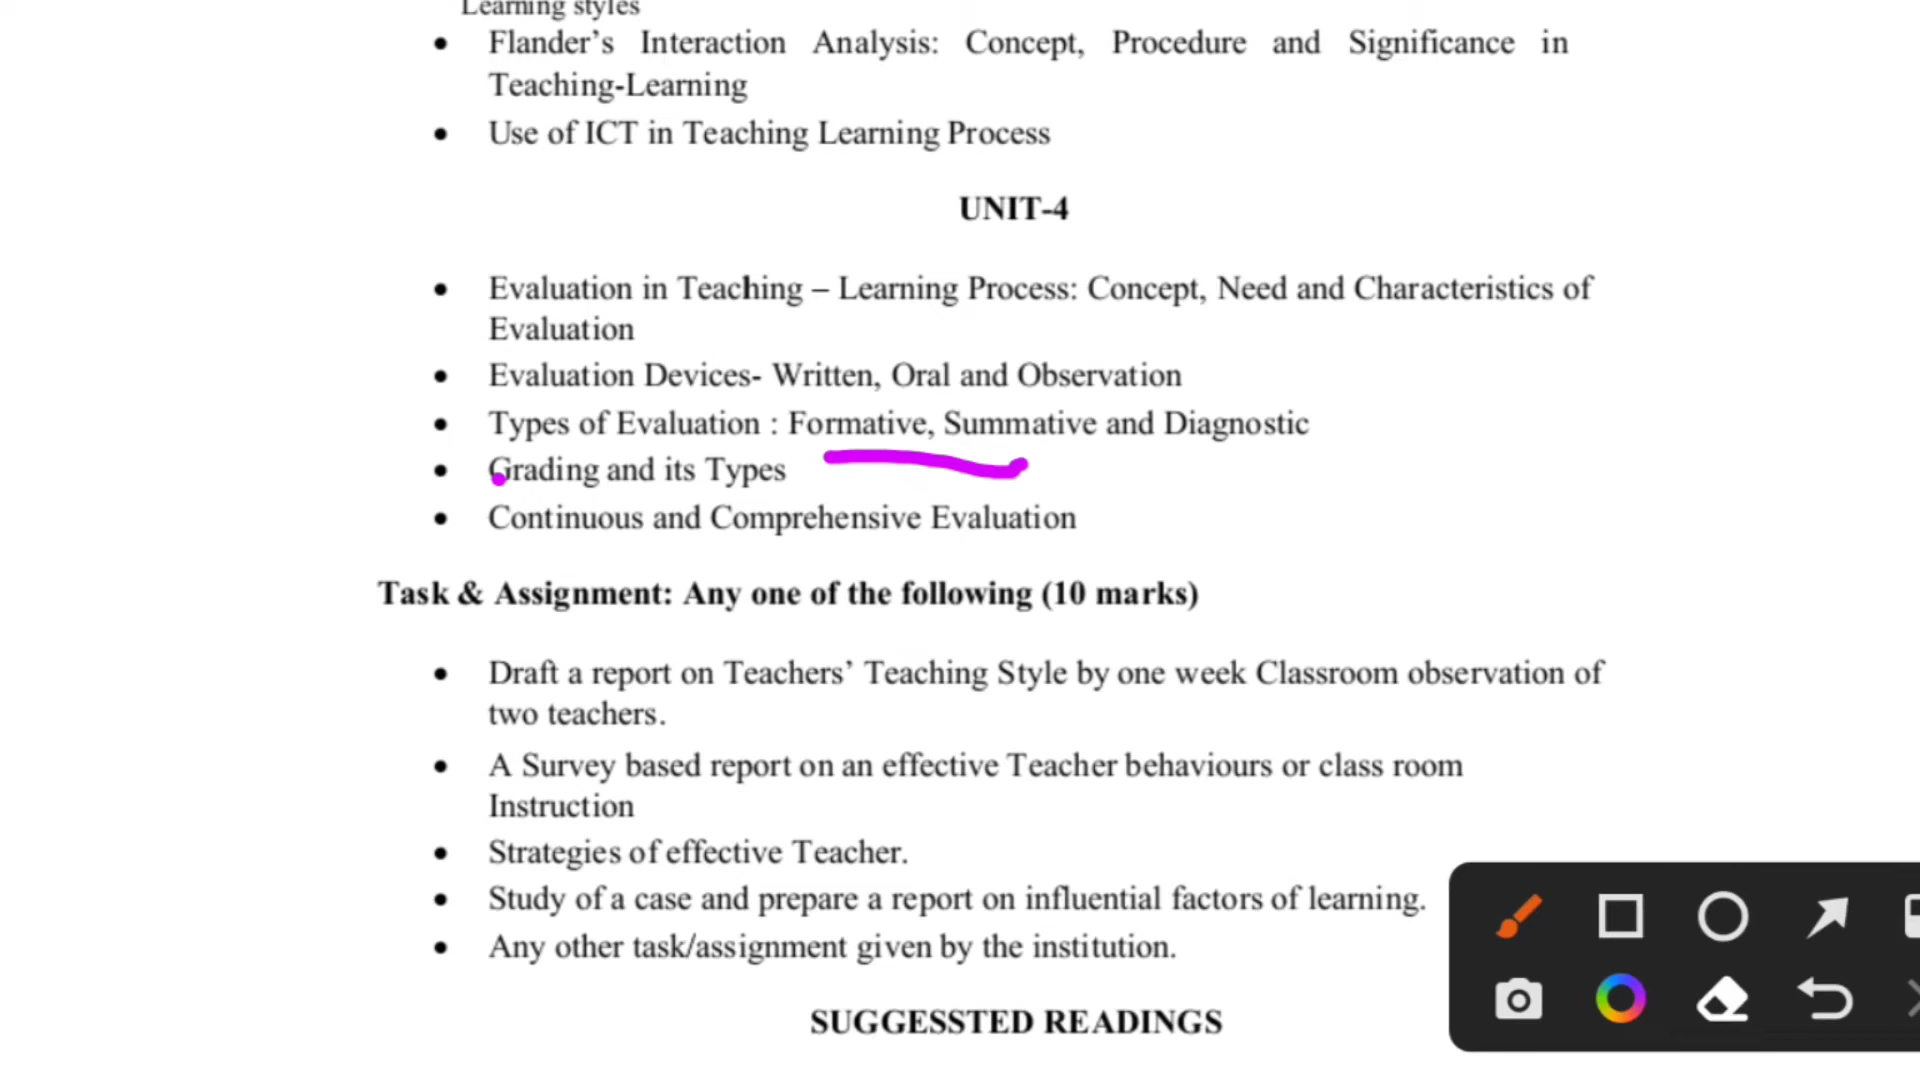 Learning styles
• Flander's Interaction Analysis: Concept, Procedure and Significance in
Teaching-Learning
• Use of ICT in Teaching Learning Process
UNIT-4
• Evaluation in Teaching – Learning Process: Concept, Need and Characteristics of
Evaluation
• Evaluation Devices- Written, Oral and Observation
• Types of Evaluation : Formative, Summative and Diagnostic
• Grading and its Types
• Continuous and Comprehensive Evaluation
Task & Assignment: Any one of the following (10 marks)
• Draft a report on Teachers' Teaching Style by one week Classroom observation of
two teachers.
• A Survey based report on an effective Teacher behaviours or class room
Instruction
• Strategies of effective Teacher.
• Study of a case and prepare a report on influential factors of learning.
• Any other task/assignment given by the institution.
SUGGESSTED READINGS